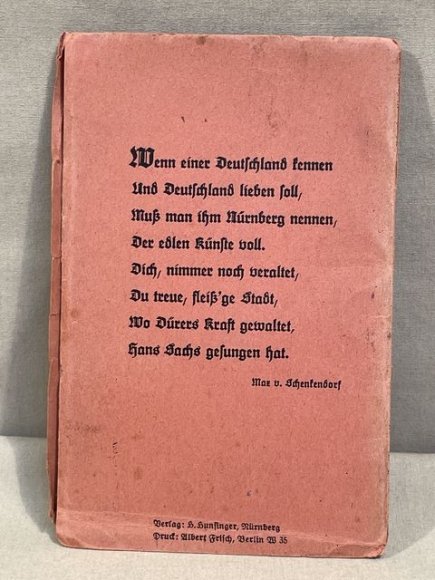 Wenn einer Deutschland kennen
Und Deutschland lieben soll,
Muß man ihm Nürnberg nennen,
Der edlen Künste voll.
Dich, nimmer noch veraltet,
Du treue, fleiß'ge Stadt,
Wo Dürers Kraft gewaltet,
Hans Sachs gesungen hat.
Max v. Schenkendorf
Verlag: H. Hunsinger, Nürnberg
Druck: Albert Frisch, Berlin W 35